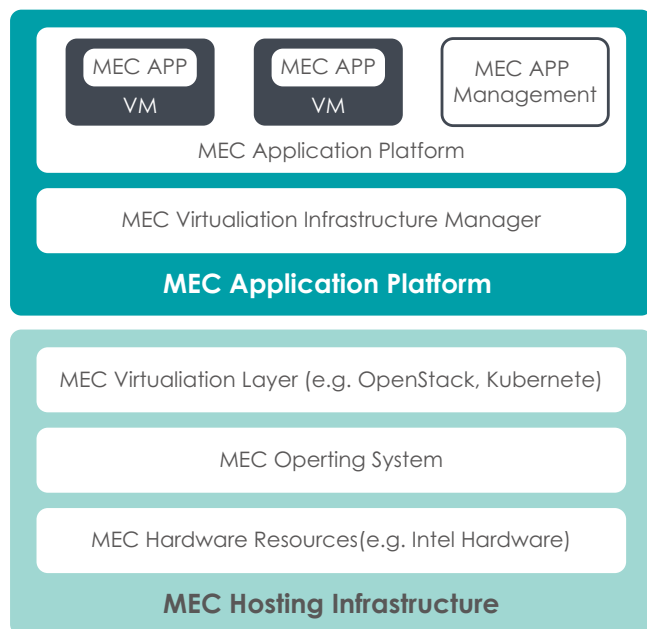 MEC APP
VM
MEC APP
VM
MEC APP
Management
MEC Application Platform
MEC Virtualiation Infrastructure Manager
MEC Application Platform
MEC Virtualiation Layer (e.g. OpenStack, Kubernete)
MEC Operting System
MEC Hardware Resources(e.g. Intel Hardware)
MEC Hosting Infrastructure